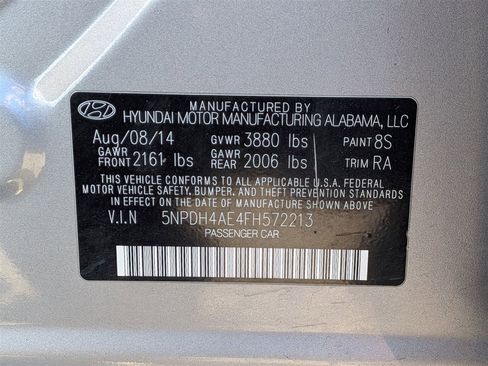 MANUFACTURED BY
HYUNDAI MOTOR MANUFACTURING ALABAMA, LLC
Aug/08/14 GVWR 3880 lbs PAINT 8S
GAWR FRONT 2161 lbs GAWR REAR 2006 lbs TRIM RA
THIS VEHICLE CONFORMS TO ALL APPLICABLE U.S.A. FEDERAL
MOTOR VEHICLE SAFETY, BUMPER, AND THEFT PREVENTION STANDARDS
IN EFFECT ON THE DATE OF MANUFACTURE SHOWN ABOVE.
V.I.N 5NPDH4AE4FH572213
PASSENGER CAR